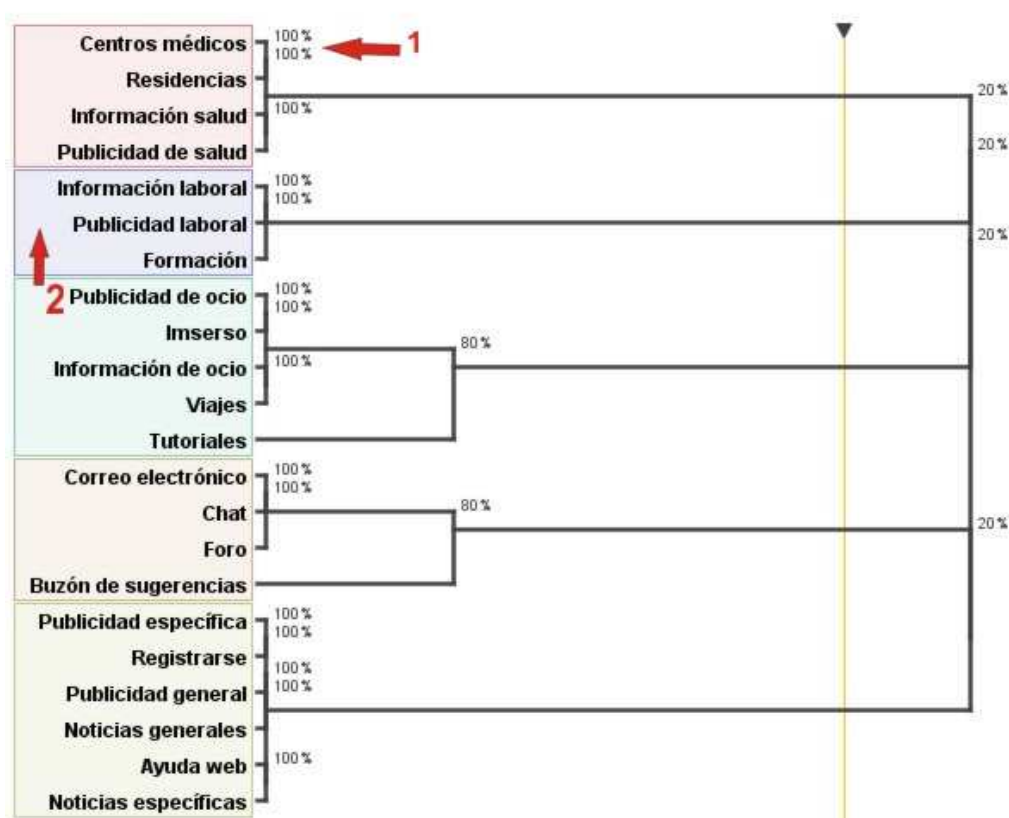 Centros médicos 100%
100% 1
Residencias
20%
Información salud 100%
Publicidad de salud 20%
Información laboral 100%
100%
Publicidad laboral
20%
Formación
2 Publicidad de ocio 100%
100%
Imserso
80%
Información de ocio 100%
Viajes
Tutoriales
Correo electrónico 100%
100%
Chat 80%
20%
Foro
Buzón de sugerencias
Publicidad específica 100%
100%
Registrarse
100%
Publicidad general 100%
Noticias generales
Ayuda web 100%
Noticias específicas